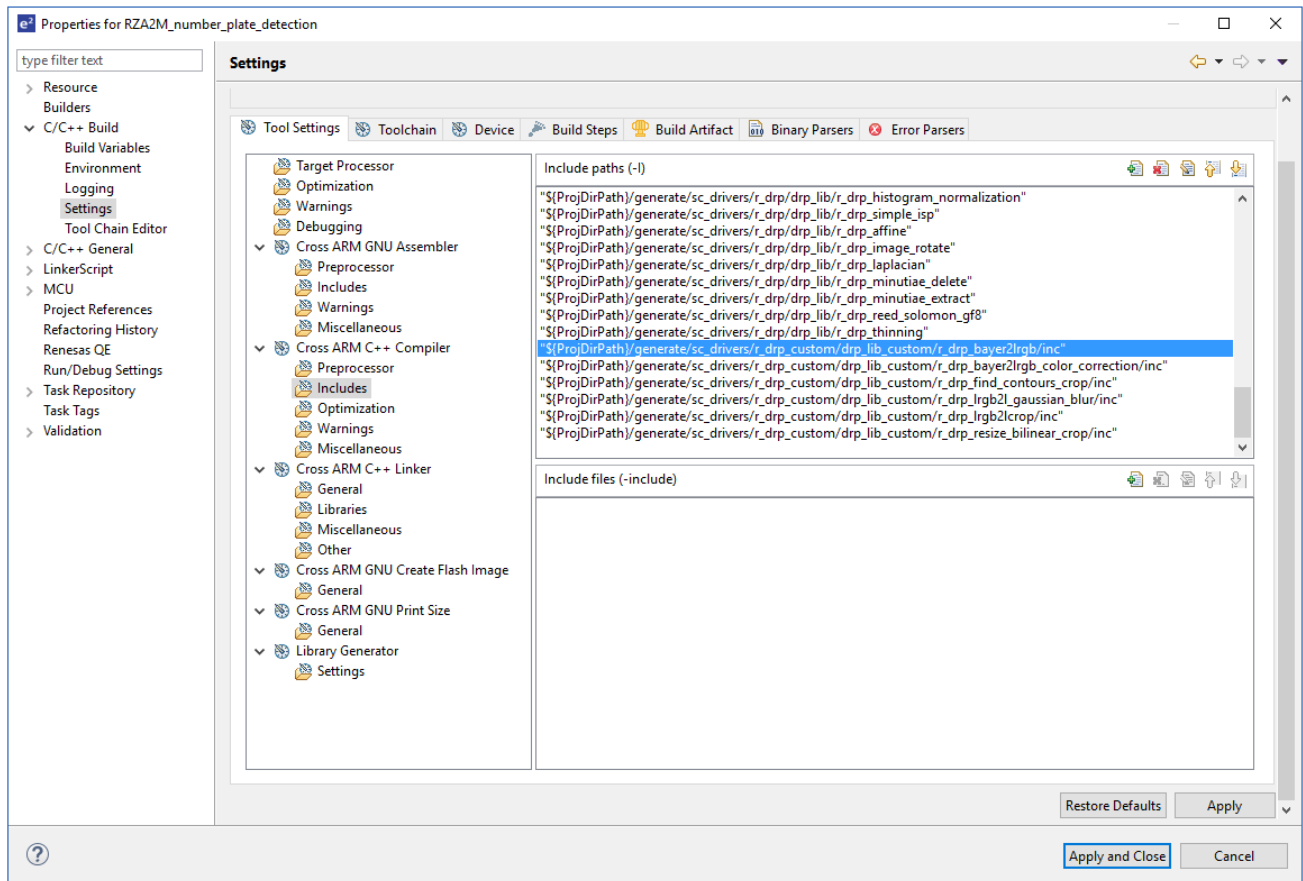 e² Properties for RZA2M_number_plate_detection
type filter text
Resource
Builders
C/C++ Build
Build Variables
Environment
Logging
Settings
Tool Chain Editor
C/C++ General
LinkerScript
MCU
Project References
Refactoring History
Renesas QE
Run/Debug Settings
Task Repository
Task Tags
Validation
Settings
Tool Settings Toolchain Device Build Steps Build Artifact Binary Parsers Error Parsers
Target Processor
Optimization
Warnings
Debugging
Cross ARM GNU Assembler
Preprocessor
Includes
Warnings
Miscellaneous
Cross ARM C++ Compiler
Preprocessor
Includes
Optimization
Warnings
Miscellaneous
Cross ARM C++ Linker
General
Libraries
Miscellaneous
Other
Cross ARM GNU Create Flash Image
General
Cross ARM GNU Print Size
General
Library Generator
Settings
Include paths (-I)
"${ProjDirPath}/generate/sc_drivers/r_drp/drp_lib/r_drp_histogram_normalization"
"${ProjDirPath}/generate/sc_drivers/r_drp/drp_lib/r_drp_simple_isp"
"${ProjDirPath}/generate/sc_drivers/r_drp/drp_lib/r_drp_affine"
"${ProjDirPath}/generate/sc_drivers/r_drp/drp_lib/r_drp_image_rotate"
"${ProjDirPath}/generate/sc_drivers/r_drp/drp_lib/r_drp_laplacian"
"${ProjDirPath}/generate/sc_drivers/r_drp/drp_lib/r_drp_minutiae_delete"
"${ProjDirPath}/generate/sc_drivers/r_drp/drp_lib/r_drp_minutiae_extract"
"${ProjDirPath}/generate/sc_drivers/r_drp/drp_lib/r_drp_reed_solomon_gf8"
"${ProjDirPath}/generate/sc_drivers/r_drp/drp_lib/r_drp_thinning"
"${ProjDirPath}/generate/sc_drivers/r_drp_custom/drp_lib_custom/r_drp_bayer2lrgb/inc"
"${ProjDirPath}/generate/sc_drivers/r_drp_custom/drp_lib_custom/r_drp_bayer2lrgb_color_correction/inc"
"${ProjDirPath}/generate/sc_drivers/r_drp_custom/drp_lib_custom/r_drp_find_contours_crop/inc"
"${ProjDirPath}/generate/sc_drivers/r_drp_custom/drp_lib_custom/r_drp_lrgb2l_gaussian_blur/inc"
"${ProjDirPath}/generate/sc_drivers/r_drp_custom/drp_lib_custom/r_drp_lrgb2lcrop/inc"
"${ProjDirPath}/generate/sc_drivers/r_drp_custom/drp_lib_custom/r_drp_resize_bilinear_crop/inc"
Include files (-include)
Restore Defaults Apply
Apply and Close Cancel